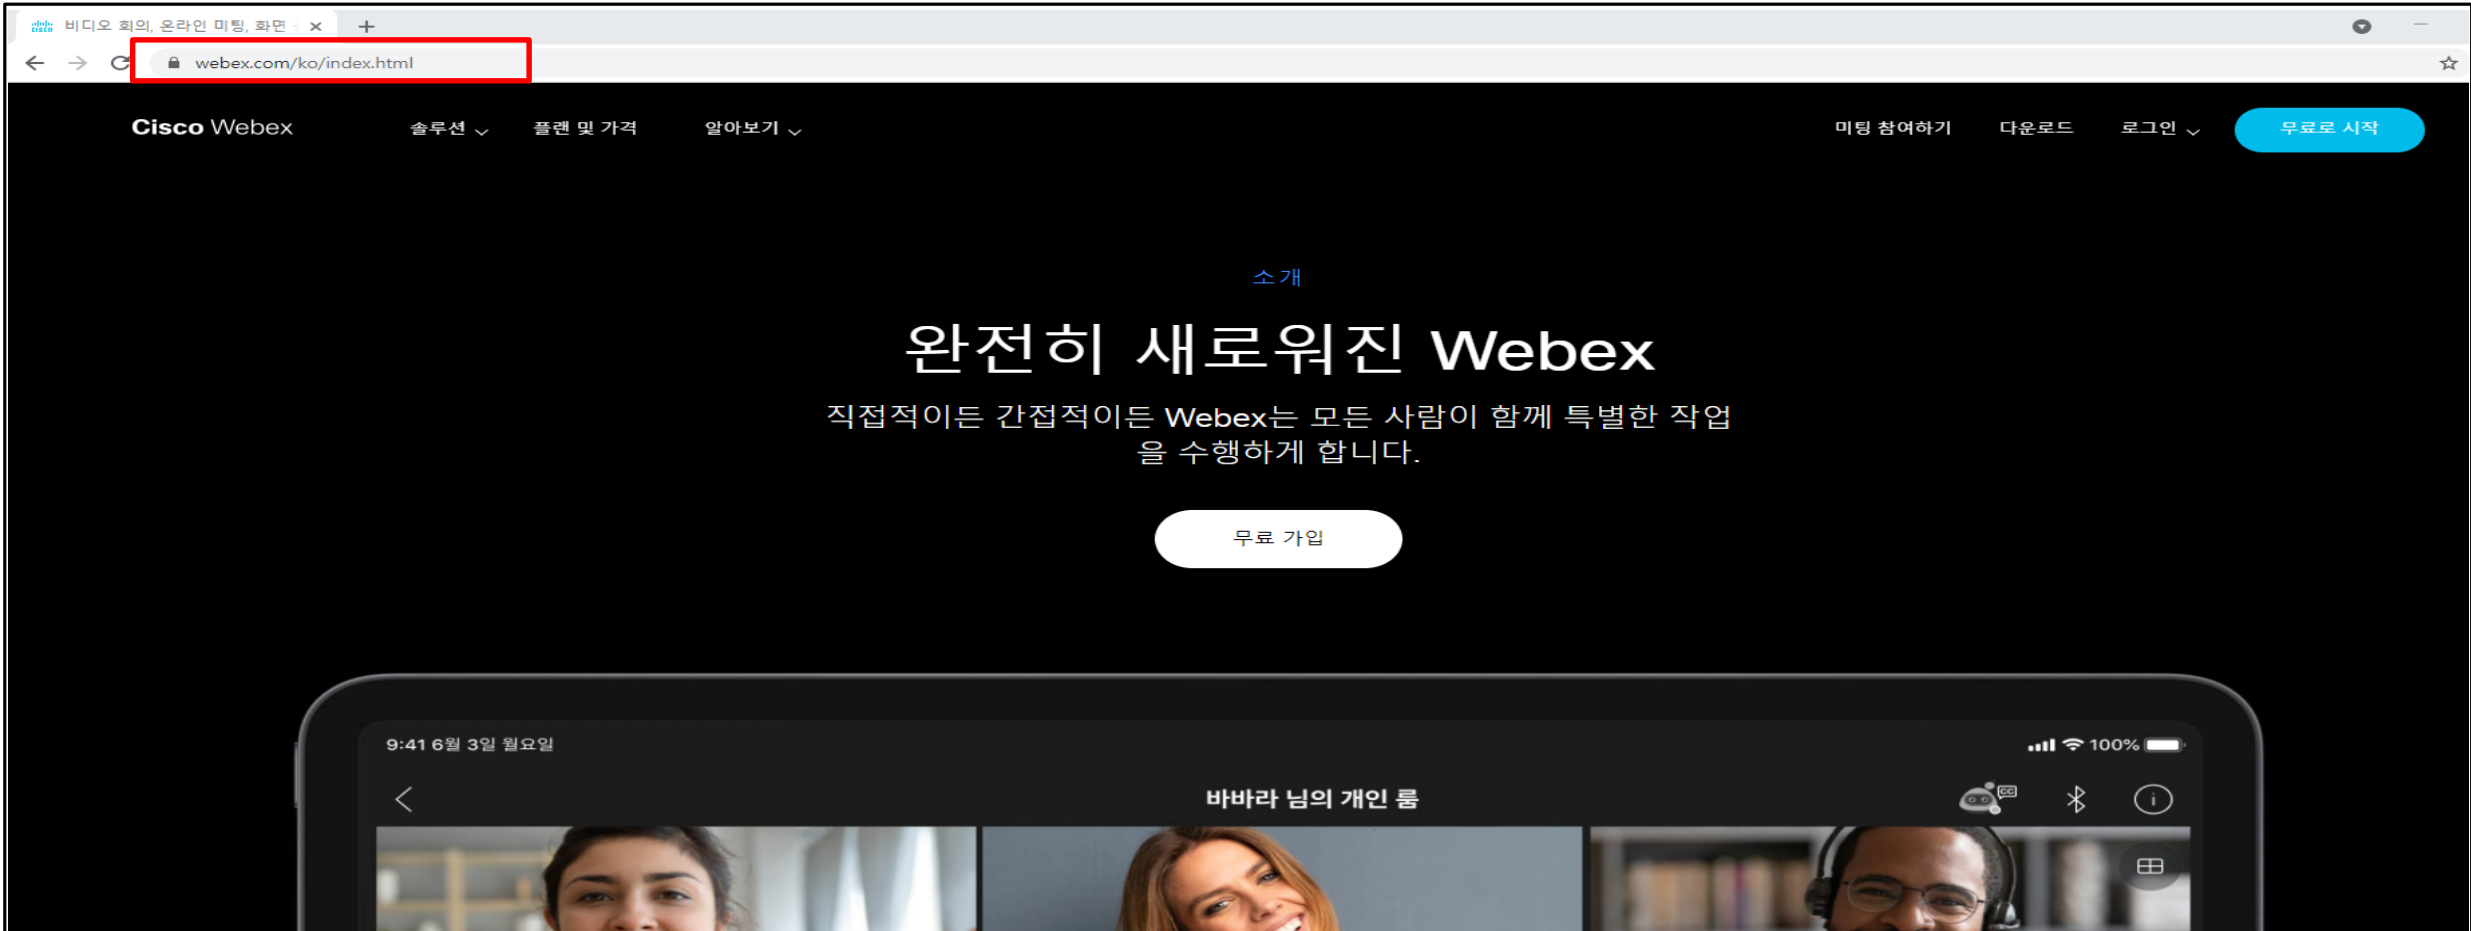 비디오 회의, 온라인 미팅, 화면
webex.com/ko/index.html
Cisco Webex 솔루션 플랜 및 가격 알아보기 미팅 참여하기 다운로드 로그인 무료로 시작
소개
완전히 새로워진 Webex
직접적이든 간접적이든 Webex는 모든 사람이 함께 특별한 작업
을 수행하게 합니다.
무료 가입
9:41 6월 3일 월요일 100%
바바라 님의 개인 룸 CC